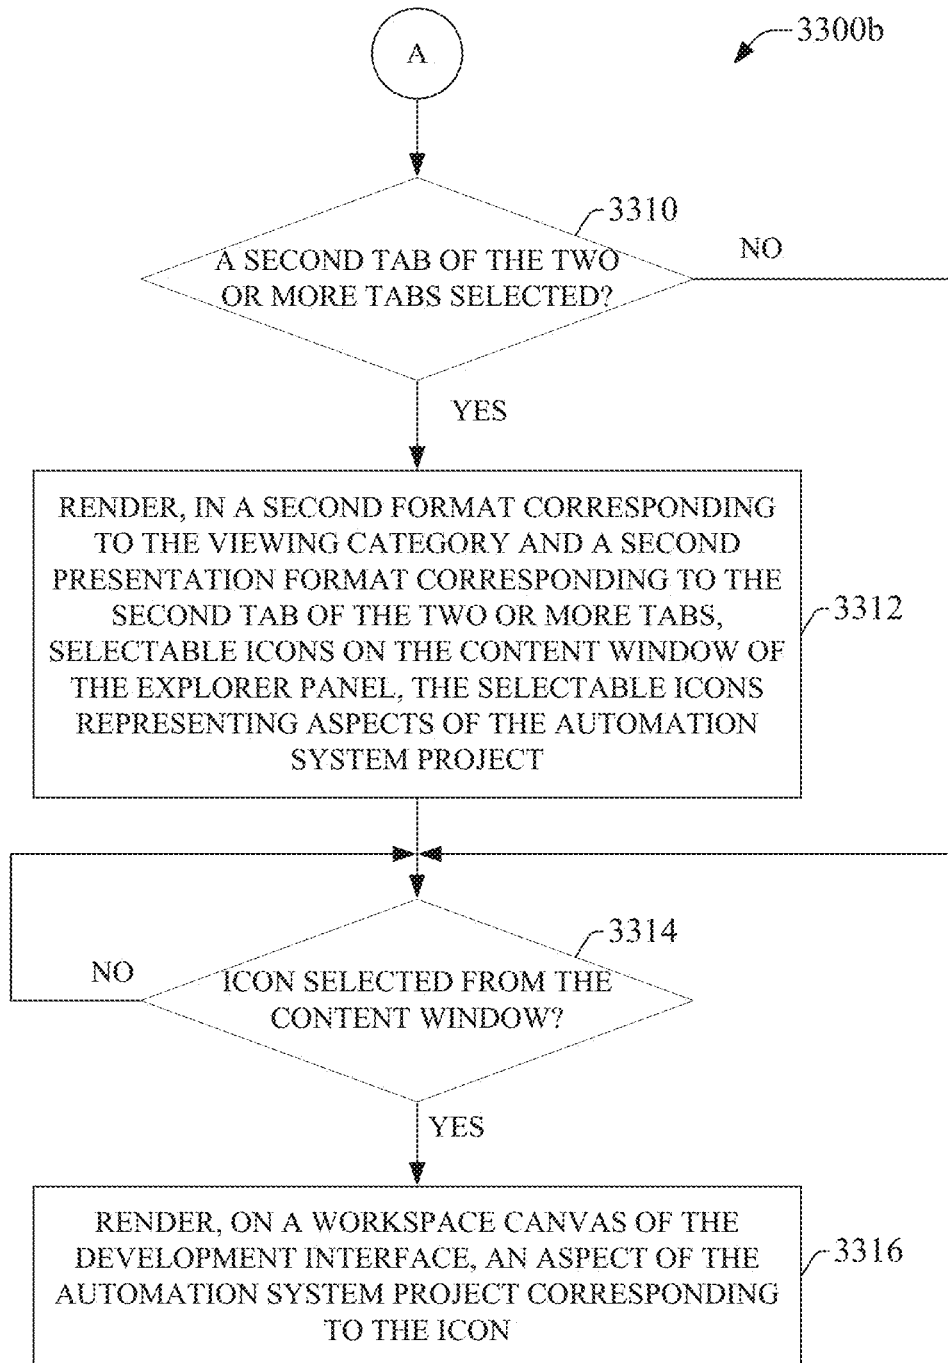 A
3300b
3310
A SECOND TAB OF THE TWO
OR MORE TABS SELECTED?
NO
YES
RENDER, IN A SECOND FORMAT CORRESPONDING
TO THE VIEWING CATEGORY AND A SECOND
PRESENTATION FORMAT CORRESPONDING TO THE
SECOND TAB OF THE TWO OR MORE TABS,
SELECTABLE ICONS ON THE CONTENT WINDOW OF
THE EXPLORER PANEL, THE SELECTABLE ICONS
REPRESENTING ASPECTS OF THE AUTOMATION
SYSTEM PROJECT
3312
3314
NO
ICON SELECTED FROM THE
CONTENT WINDOW?
YES
RENDER, ON A WORKSPACE CANVAS OF THE
DEVELOPMENT INTERFACE, AN ASPECT OF THE
AUTOMATION SYSTEM PROJECT CORRESPONDING
TO THE ICON
3316